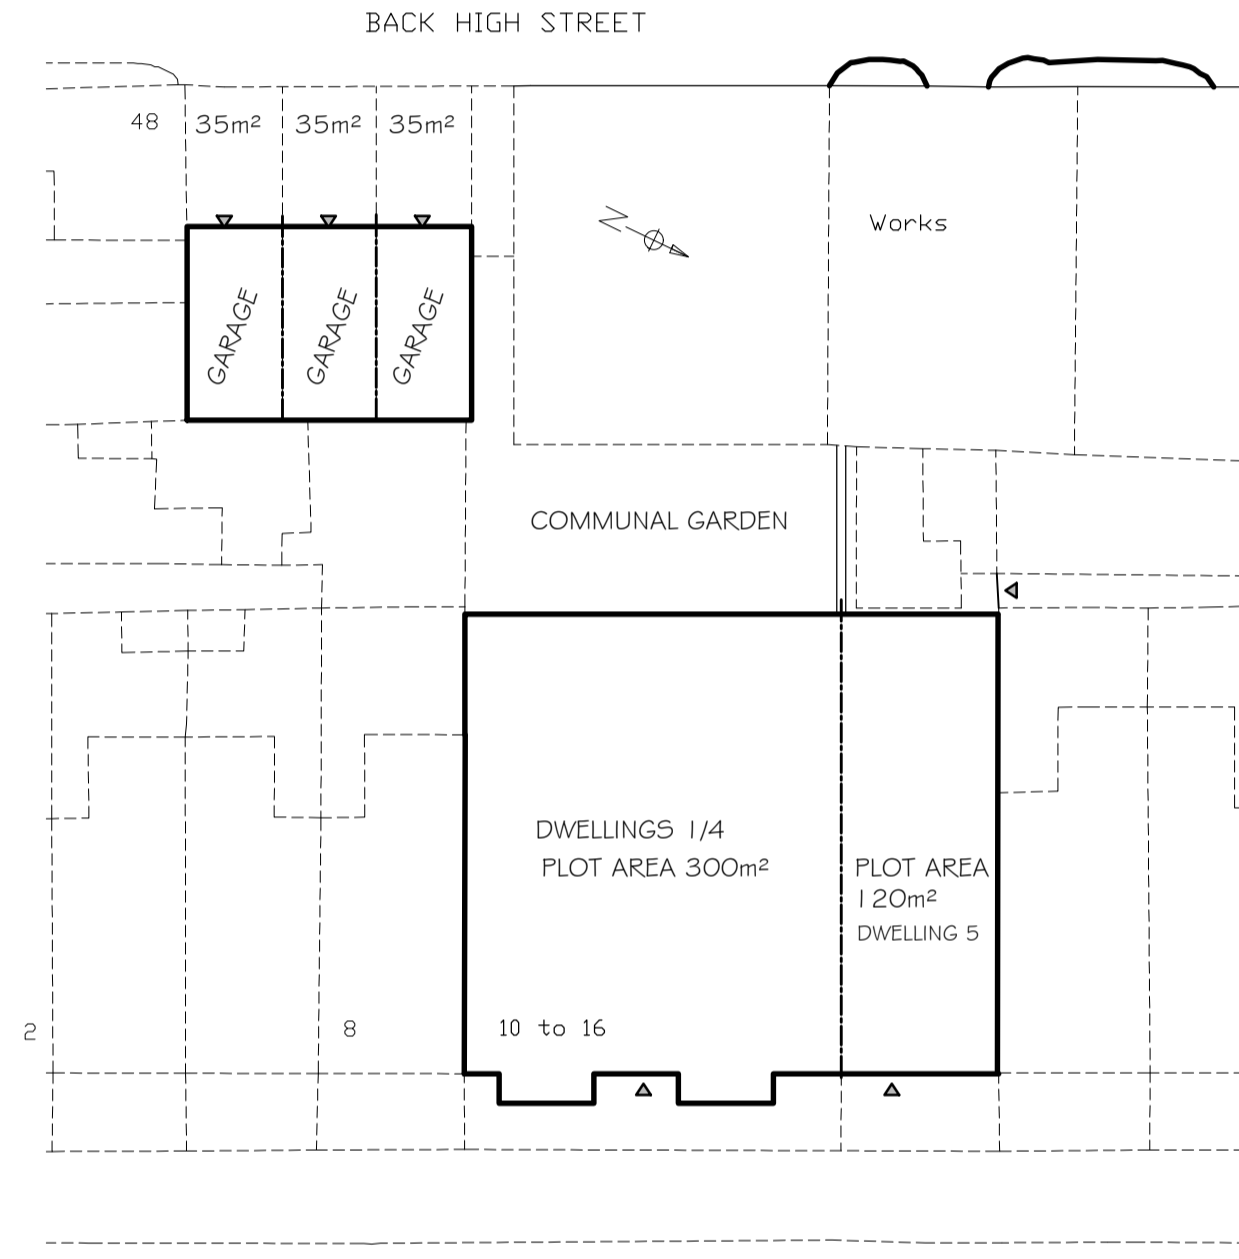 BACK HIGH STREET
48
35m²
35m²
35m²
N
Works
GARAGE
GARAGE
GARAGE
COMMUNAL GARDEN
DWELLINGS 1/4
PLOT AREA 300m²
PLOT AREA
120m²
DWELLING 5
2
8
10 to 16